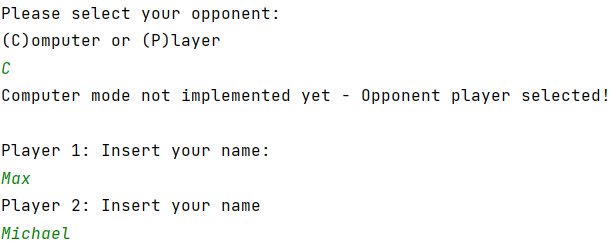 Please select your opponent:
(C)omputer or (P)layer
C
Computer mode not implemented yet - Opponent player selected!
Player 1: Insert your name:
Max
Player 2: Insert your name
Michael